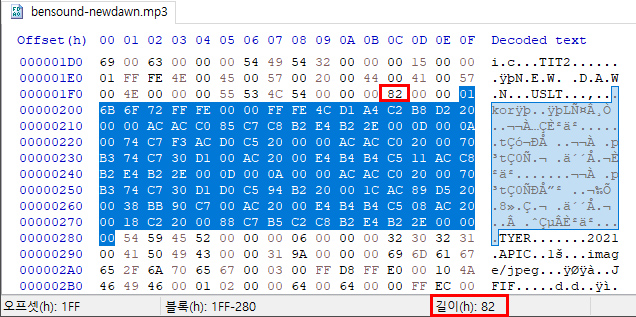 bensound-newdawn.mp3
Offset(h) 00 01 02 03 04 05 06 07 08 09 0A 0B 0C 0D 0E 0F Decoded text
000001D0 69 00 63 00 00 00 54 49 54 32 00 00 00 15 00 00 i.c...TIT2......
000001E0 01 FF FE 4E 00 45 00 57 00 20 00 44 00 41 00 57 .ÿþN.E.W. .D.A.W
000001F0 00 4E 00 00 00 55 53 4C 54 00 00 00 82 00 00 01 .N...USLT...‚...
00000200 6B 6F 72 FF FE 00 00 FF FE 4C D1 A4 C2 B8 D2 20 korÿþ..ÿþLÑ¤Â¸Ò
00000210 00 00 AC AC C0 85 C7 C8 B2 E4 B2 2E 00 0D 00 0A
00000220 00 74 C7 F3 AC D0 C5 20 00 00 AC AC C0 20 00 70
00000230 B3 74 C7 30 D1 00 AC 20 00 E4 B4 B4 C5 11 AC C8
00000240 B2 E4 B2 2E 00 0D 00 0A 00 00 AC AC C0 20 00 70
00000250 B3 74 C7 30 D1 D0 C5 94 B2 20 00 1C AC 89 D5 20
00000260 00 38 BB 90 C7 00 AC 20 00 E4 B4 B4 C5 08 AC 20
00000270 00 18 C2 20 00 88 C7 B5 C2 C8 B2 E4 B2 2E 00 00
00000280 00 54 59 45 52 00 00 00 06 00 00 00 32 30 32 31 .TYER.......2021
00000290 00 41 50 49 43 00 00 31 9A 00 00 00 69 6D 61 67 .APIC..1š...imag
000002A0 65 2F 6A 70 65 67 00 03 00 FF D8 FF E0 00 10 4A e/jpeg...ÿØÿà..J
000002B0 46 49 46 00 01 02 00 00 64 00 64 00 00 FF EC 00 FIF.....d.d..ÿì.
오프셋(h): 1FF 블록(h): 1FF-280 길이(h): 82